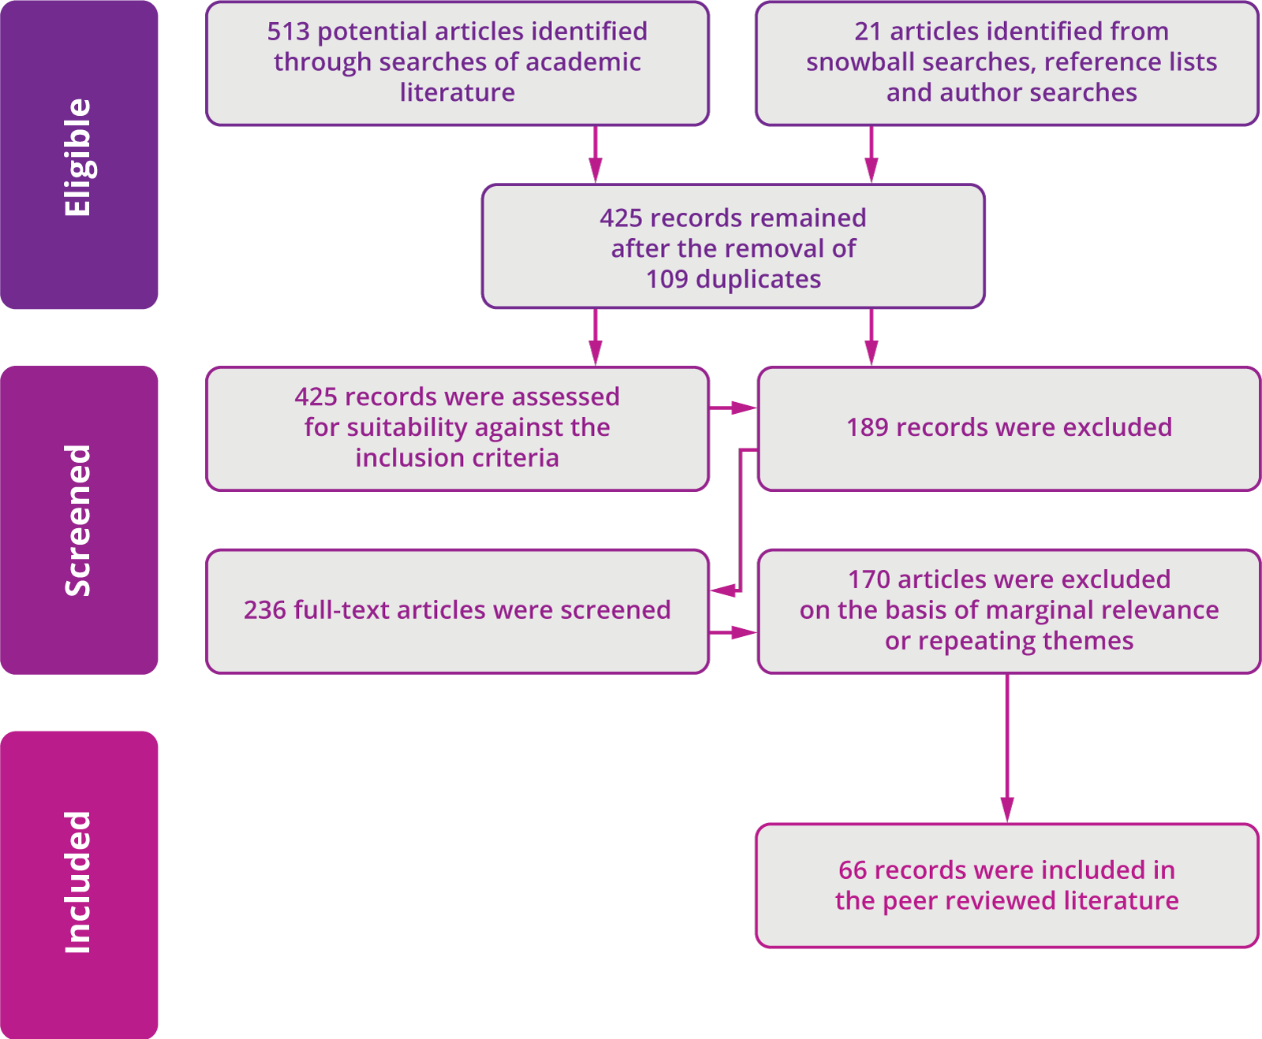 Eligible
513 potential articles identified
through searches of academic
literature
21 articles identified from
snowball searches, reference lists
and author searches
425 records remained
after the removal of
109 duplicates
Screened
425 records were assessed
for suitability against the
inclusion criteria
189 records were excluded
236 full-text articles were screened
170 articles were excluded
on the basis of marginal relevance
or repeating themes
Included
66 records were included in
the peer reviewed literature